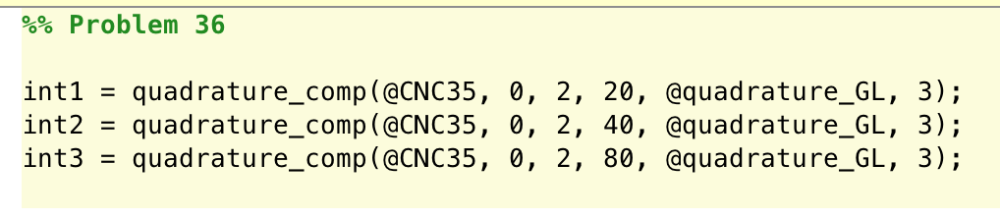 %% Problem 36
int1 = quadrature_comp(@CNC35, 0, 2, 20, @quadrature_GL, 3);
int2 = quadrature_comp(@CNC35, 0, 2, 40, @quadrature_GL, 3);
int3 = quadrature_comp(@CNC35, 0, 2, 80, @quadrature_GL, 3);